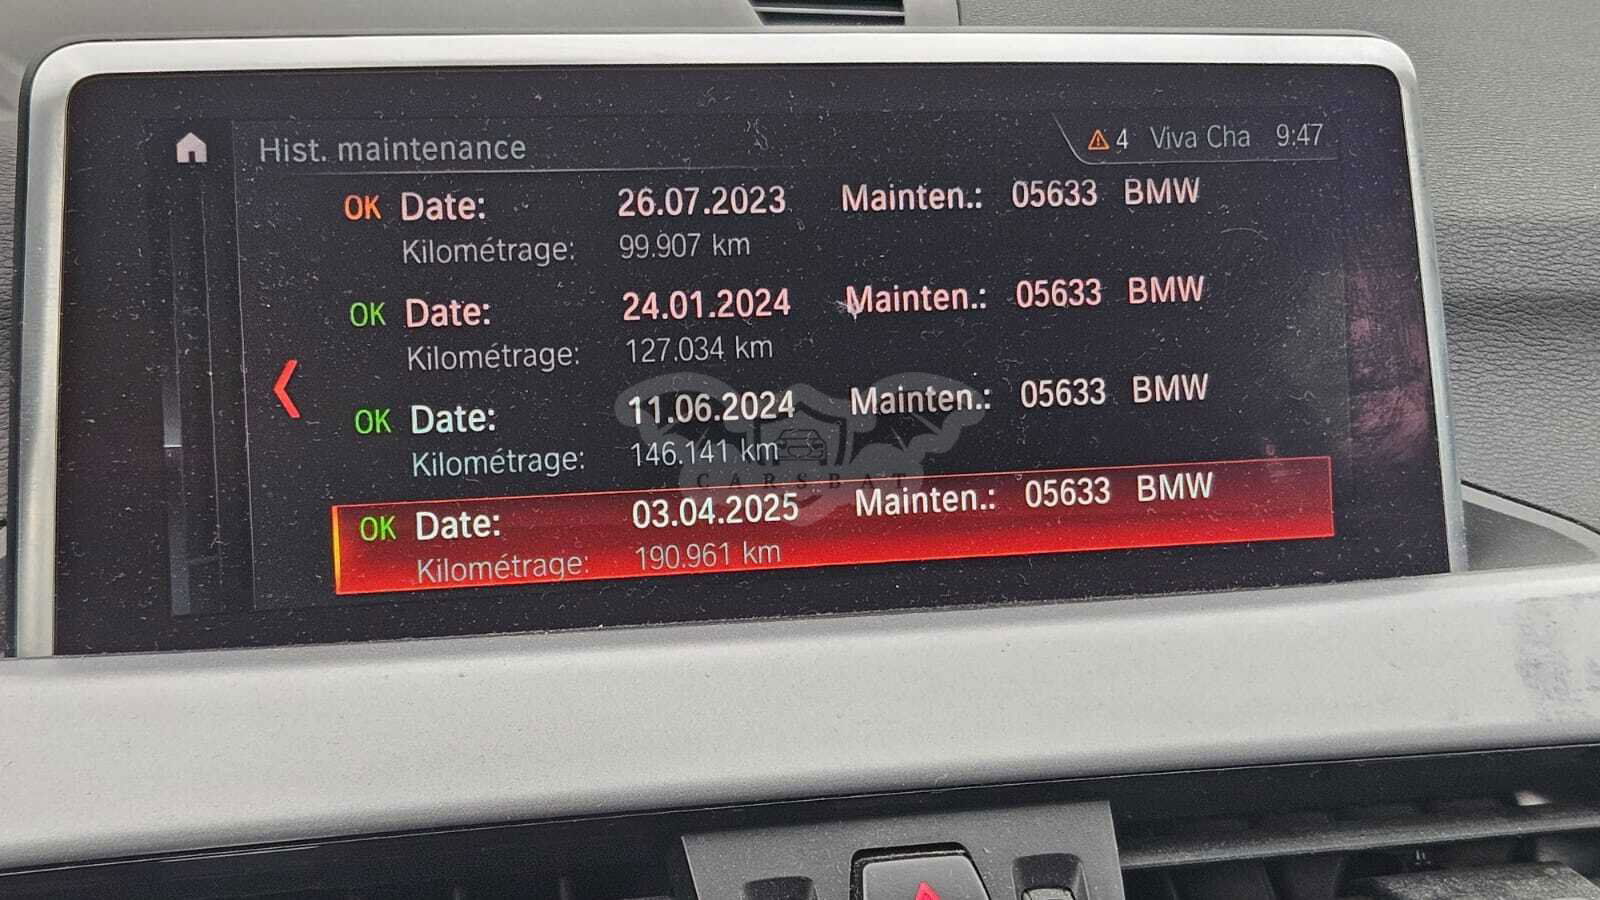 Hist. maintenance 4 Viva Cha 9:47
OK Date: 26.07.2023 Mainten.: 05633 BMW
Kilométrage: 99.907 km
OK Date: 24.01.2024 Mainten.: 05633 BMW
Kilométrage: 127.034 km
OK Date: 11.06.2024 Mainten.: 05633 BMW
Kilométrage: 146.141 km
CARSBAT
OK Date: 03.04.2025 Mainten.: 05633 BMW
Kilométrage: 190.961 km